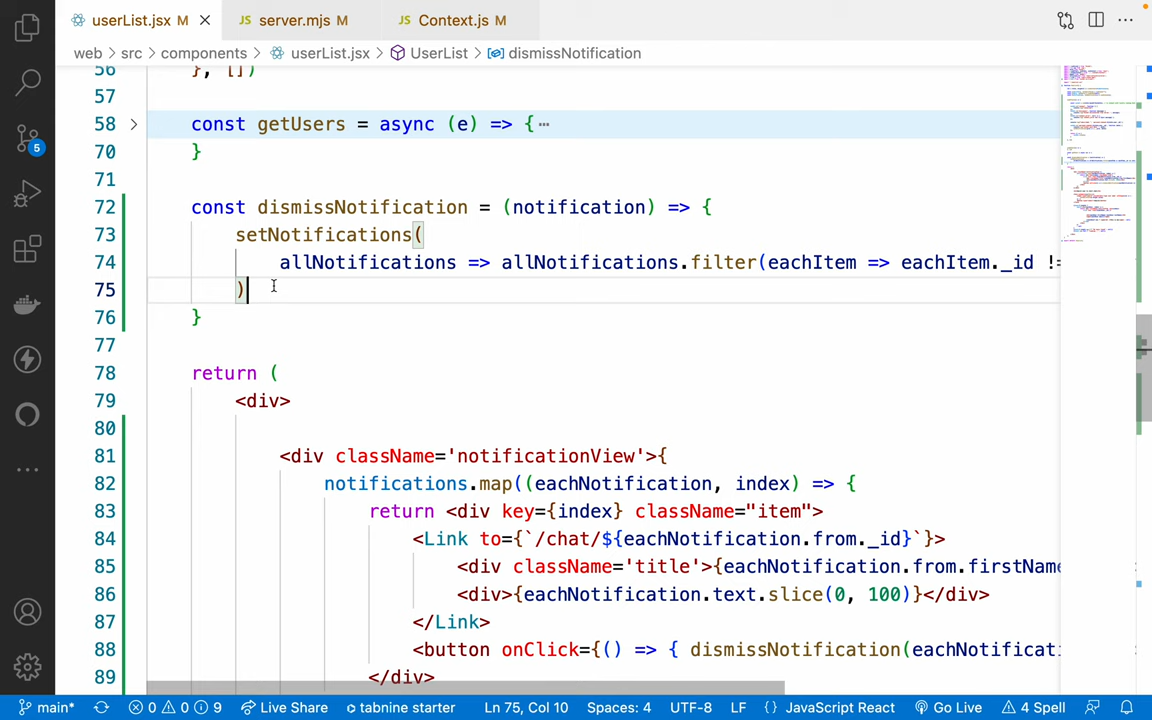 userList.jsx M × JS server.mjs M JS Context.js M
web > src > components > userList.jsx > UserList > dismissNotification
56 }, [])
57
58 const getUsers = async (e) => { ⋯
70 }
71
72 const dismissNotification = (notification) => {
73 setNotifications(
74 allNotifications => allNotifications.filter(eachItem => eachItem._id !=
75 )
76 }
77
78 return (
79 <div>
80
81 <div className='notificationView'>{
82 notifications.map((eachNotification, index) => {
83 return <div key={index} className="item">
84 <Link to={`/chat/${eachNotification.from._id}`}>
85 <div className='title'>{eachNotification.from.firstName
86 <div>{eachNotification.text.slice(0, 100)}</div>
87 </Link>
88 <button onClick={() => { dismissNotification(eachNotificati
89 </div>
5
main* 0 0 9 Live Share tabnine starter Ln 75, Col 10 Spaces: 4 UTF-8 LF {} JavaScript React Go Live 4 Spell